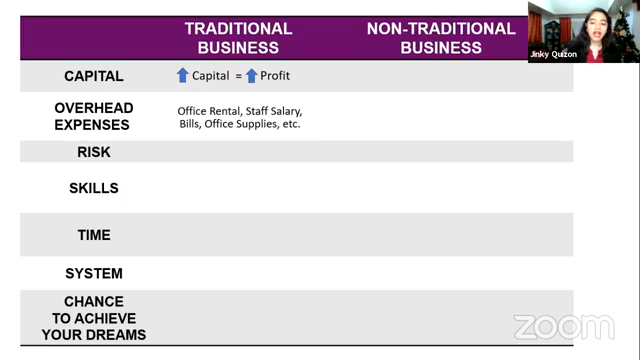 TRADITIONAL
BUSINESS
NON-TRADITIONAL
BUSINESS
Jinky Quizon
CAPITAL
Capital = Profit
OVERHEAD
EXPENSES
Office Rental, Staff Salary,
Bills, Office Supplies, etc.
RISK
SKILLS
TIME
SYSTEM
CHANCE
TO ACHIEVE
YOUR DREAMS
zoom